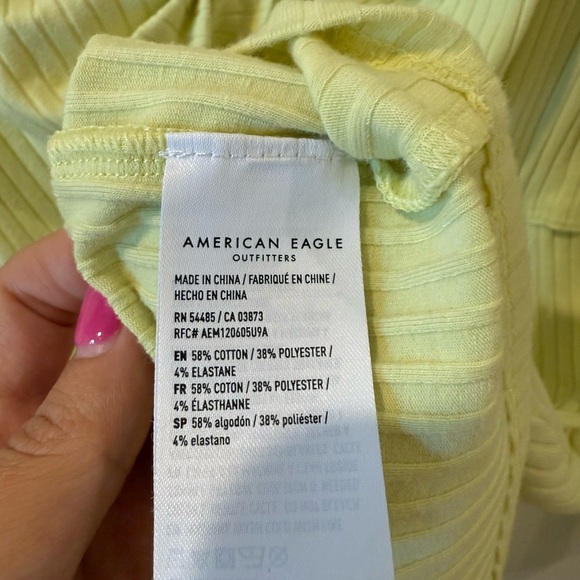 AMERICAN EAGLE
OUTFITTERS
MADE IN CHINA / FABRIQUÉ EN CHINE /
HECHO EN CHINA
RN 54485 / CA 03873
RFC# AEM120605U9A
EN 58% COTTON / 38% POLYESTER /
4% ELASTANE
FR 58% COTON / 38% POLYESTER /
4% ÉLASTHANNE
SP 58% algodón / 38% poliéster /
4% elastano